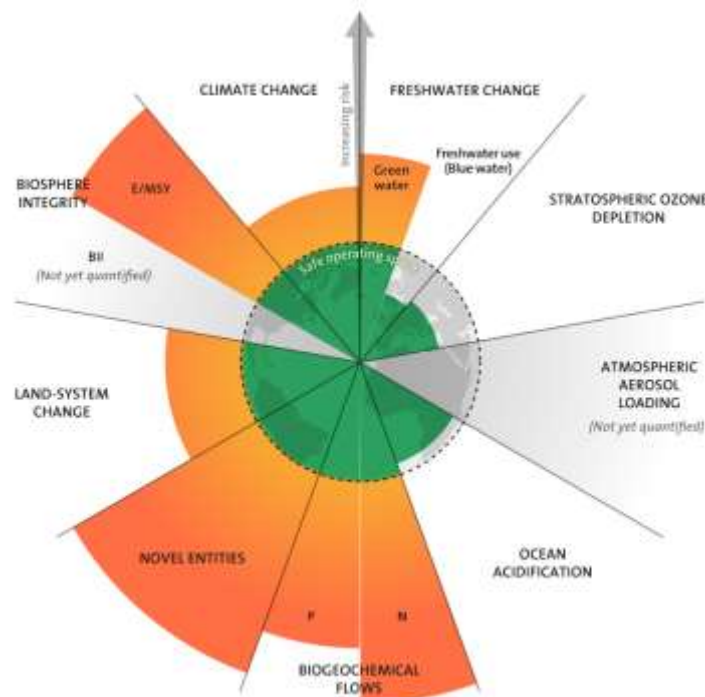 CLIMATE CHANGE
FRESHWATER CHANGE
Increasing risk
Freshwater use
(Blue water)
Green
water
BIOSPHERE
INTEGRITY
E/MSY
STRATOSPHERIC OZONE
DEPLETION
BII
(Not yet quantified)
Safe operating sp
LAND-SYSTEM
CHANGE
ATMOSPHERIC
AEROSOL
LOADING
(Not yet quantified)
NOVEL ENTITIES
OCEAN
ACIDIFICATION
P
N
BIOGEOCHEMICAL
FLOWS